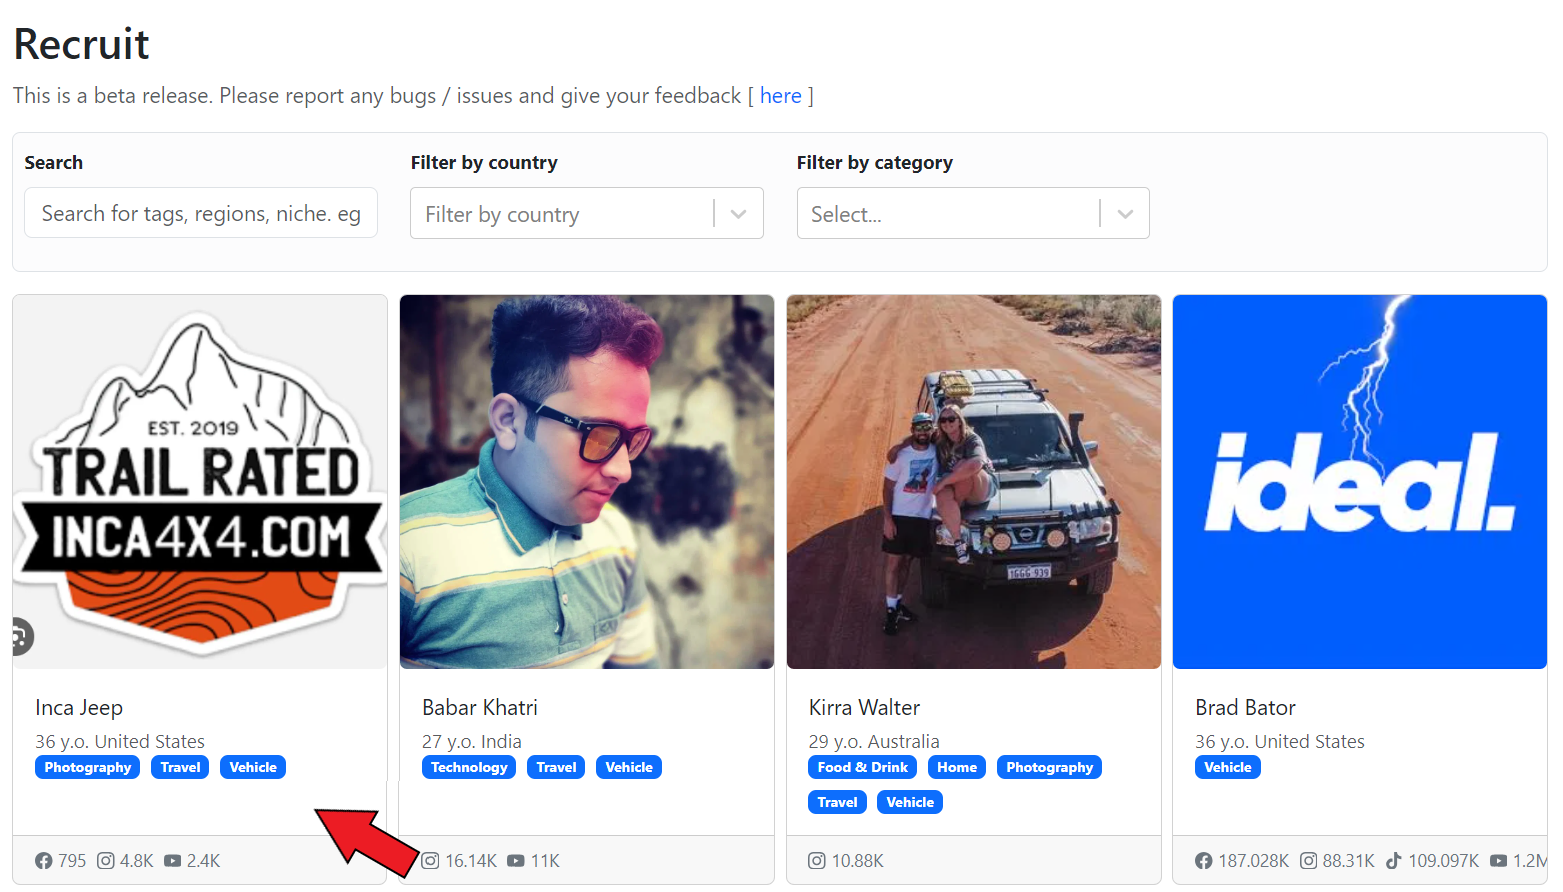 Recruit
This is a beta release. Please report any bugs / issues and give your feedback [ here ]
Search
Filter by country
Filter by category
Search for tags, regions, niche. eg
Filter by country
Select...
EST. 2019
TRAIL RATED
INCA4X4.COM
1GGG 939
ideal.
Inca Jeep
36 y.o. United States
Photography Travel Vehicle
795 4.8K 2.4K
Babar Khatri
27 y.o. India
Technology Travel Vehicle
16.14K 11K
Kirra Walter
29 y.o. Australia
Food & Drink Home Photography
Travel Vehicle
10.88K
Brad Bator
36 y.o. United States
Vehicle
187.028K 88.31K 109.097K 1.2M